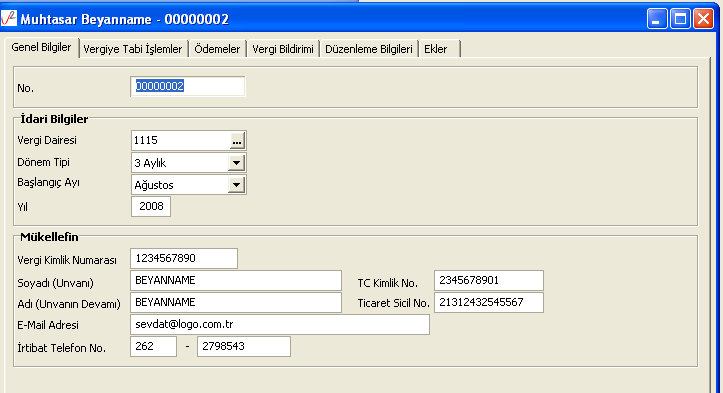 Muhtasar Beyanname - 00000002
Genel Bilgiler Vergiye Tabi İşlemler Ödemeler Vergi Bildirimi Düzenleme Bilgileri Ekler
No. 00000002
İdari Bilgiler
Vergi Dairesi 1115 ...
Dönem Tipi 3 Aylık
Başlangıç Ayı Ağustos
Yıl 2008
Mükellefin
Vergi Kimlik Numarası 1234567890
Soyadı (Unvanı) BEYANNAME TC Kimlik No. 2345678901
Adı (Unvanın Devamı) BEYANNAME Ticaret Sicil No. 21312432545567
E-Mail Adresi sevdat@logo.com.tr
İrtibat Telefon No. 262 - 2798543